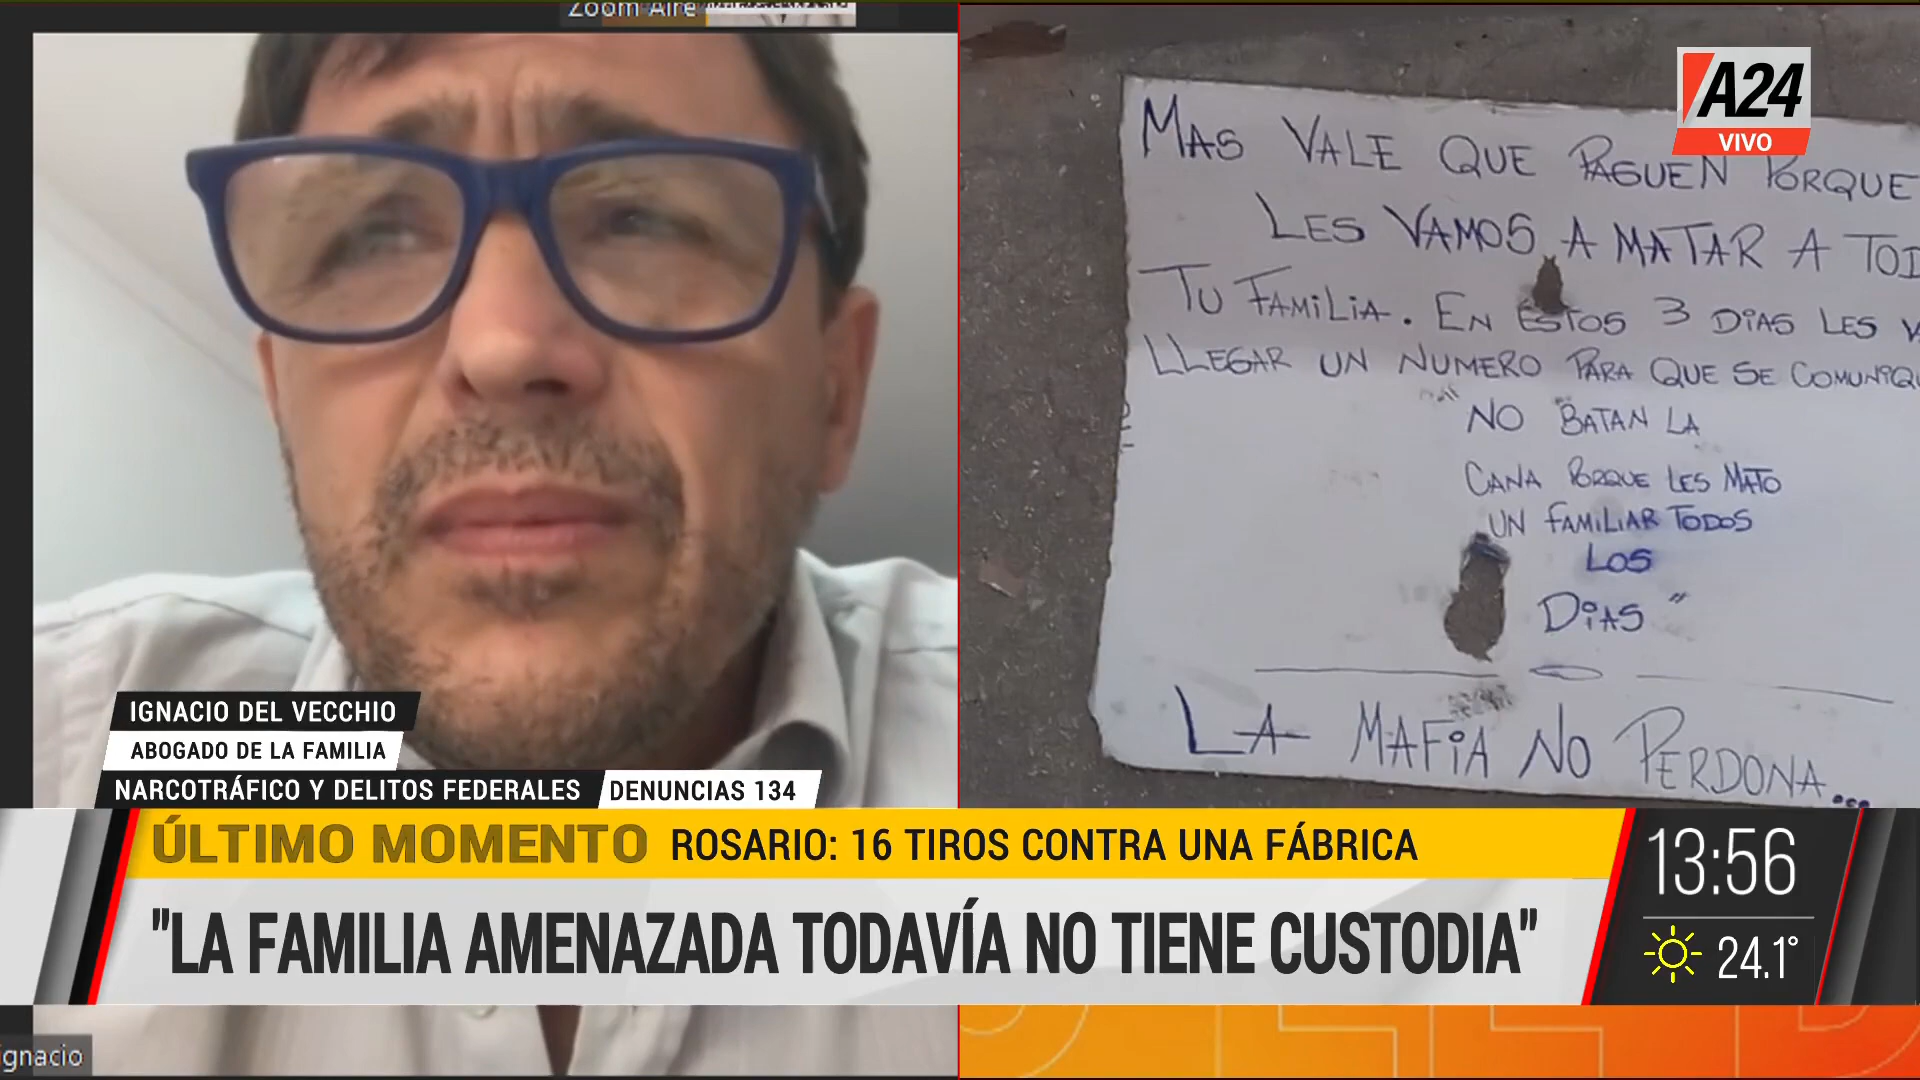 Zoom Aire
A24
VIVO
MAS VALE QUE PAGUEN PORQUE
LES VAMOS A MATAR A
TU FAMILIA. EN ESTOS 3 DIAS LES
LLEGAR UN NUMERO PARA QUE SE
NO BATAN LA
CANA PORQUE LES MATO
UN FAMILIAR TODOS
LOS
DIAS"
LA MAFIA NO PERDONA...
IGNACIO DEL VECCHIO
ABOGADO DE LA FAMILIA
NARCOTRÁFICO Y DELITOS FEDERALES DENUNCIAS 134
ÚLTIMO MOMENTO ROSARIO: 16 TIROS CONTRA UNA FÁBRICA
13:56
"LA FAMILIA AMENAZADA TODAVÍA NO TIENE CUSTODIA"
24.1°
ignacio